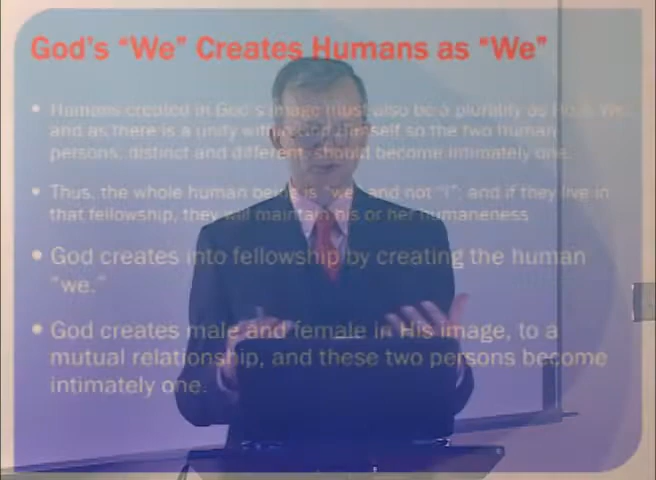 God's "We" Creates Humans as "We"
• Humans created in God's image must also be a plurality as He is We,
and as there is a unity within God Himself so the two human
persons, distinct and different, should become intimately one.
• Thus, the whole human being is "we" and not "I"; and if they live in
that fellowship, they will maintain his or her humaneness
• God creates into fellowship by creating the human
"we."
• God creates male and female in His image, to a
mutual relationship, and these two persons become
intimately one.